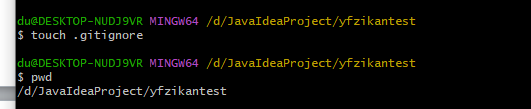 du@DESKTOP-NUDJ9VR MINGW64 /d/JavaIdeaProject/yfzikantest
$ touch .gitignore
du@DESKTOP-NUDJ9VR MINGW64 /d/JavaIdeaProject/yfzikantest
$ pwd
/d/JavaIdeaProject/yfzikantest